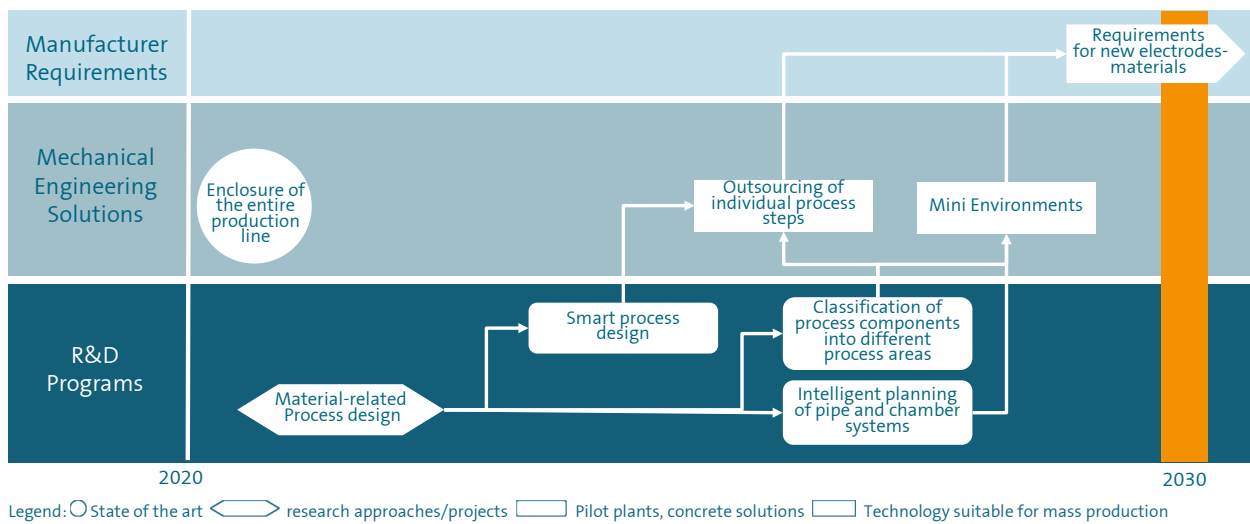 Manufacturer
Requirements
Requirements
for new electrodes-
materials
Mechanical
Engineering
Solutions
Enclosure of
the entire
production
line
Outsourcing of
individual process
steps
Mini Environments
R&D
Programs
Smart process
design
Classification of
process components
into different
process areas
Material-related
Process design
Intelligent planning
of pipe and chamber
systems
2020
2030
Legend: State of the art research approaches/projects Pilot plants, concrete solutions Technology suitable for mass production